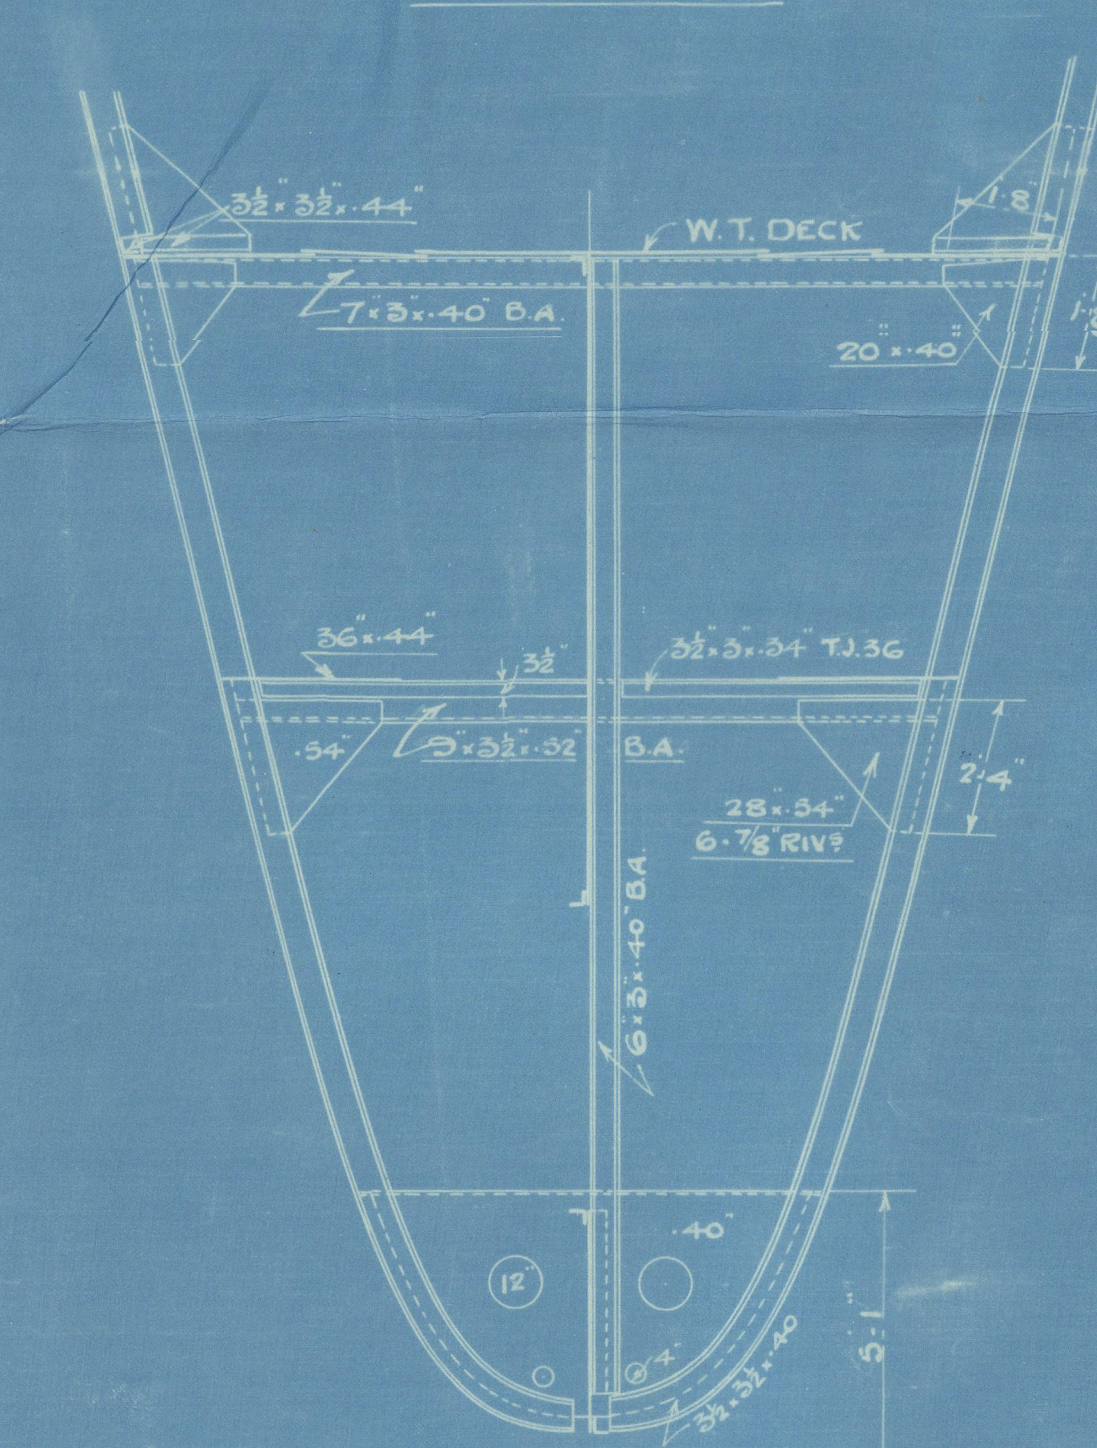 3½" × 3½" × .44"
1'.8"
W.T. DECK
7" × 3" × .40" B.A.
20" × .40"
36" × .44"
3½"
3½" × 3" × .34" T.J.36
.54"
9" × 3½" × .52" B.A.
2'.4"
28" × .54"
6 - 7/8" RIVS
6" × 3" × .40" B.A.
.40"
12"
4"
5'-1"
3½ × 3½ × .40